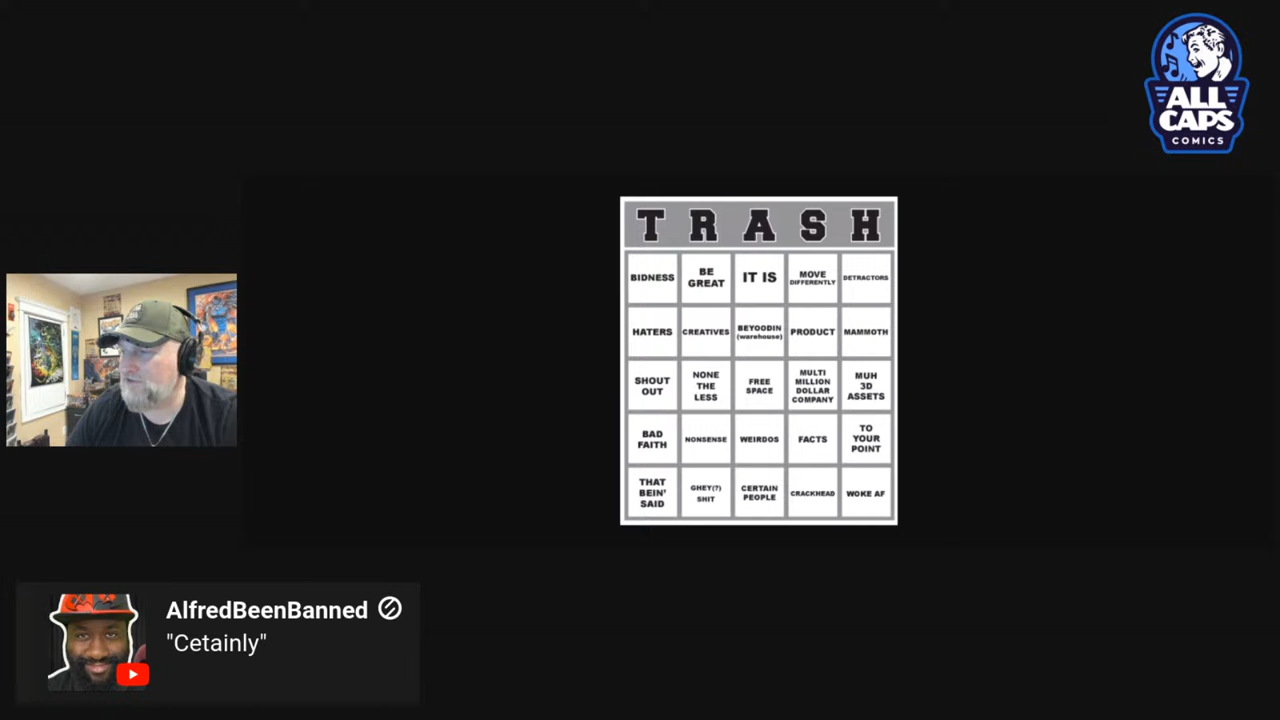 ALL
CAPS
COMICS
T R A S H
BIDNESS
BE
GREAT
IT IS
MOVE
DIFFERENTLY
DETRACTORS
HATERS
CREATIVES
BEYOODIN
(warehouse)
PRODUCT
MAMMOTH
SHOUT
OUT
NONE
THE
LESS
FREE
SPACE
MULTI
MILLION
DOLLAR
COMPANY
MUH
3D
ASSETS
BAD
FAITH
NONSENSE
WEIRDOS
FACTS
TO
YOUR
POINT
THAT
BEIN'
SAID
GHEY(?)
SHIT
CERTAIN
PEOPLE
CRACKHEAD
WOKE AF
AlfredBeenBanned
"Cetainly"